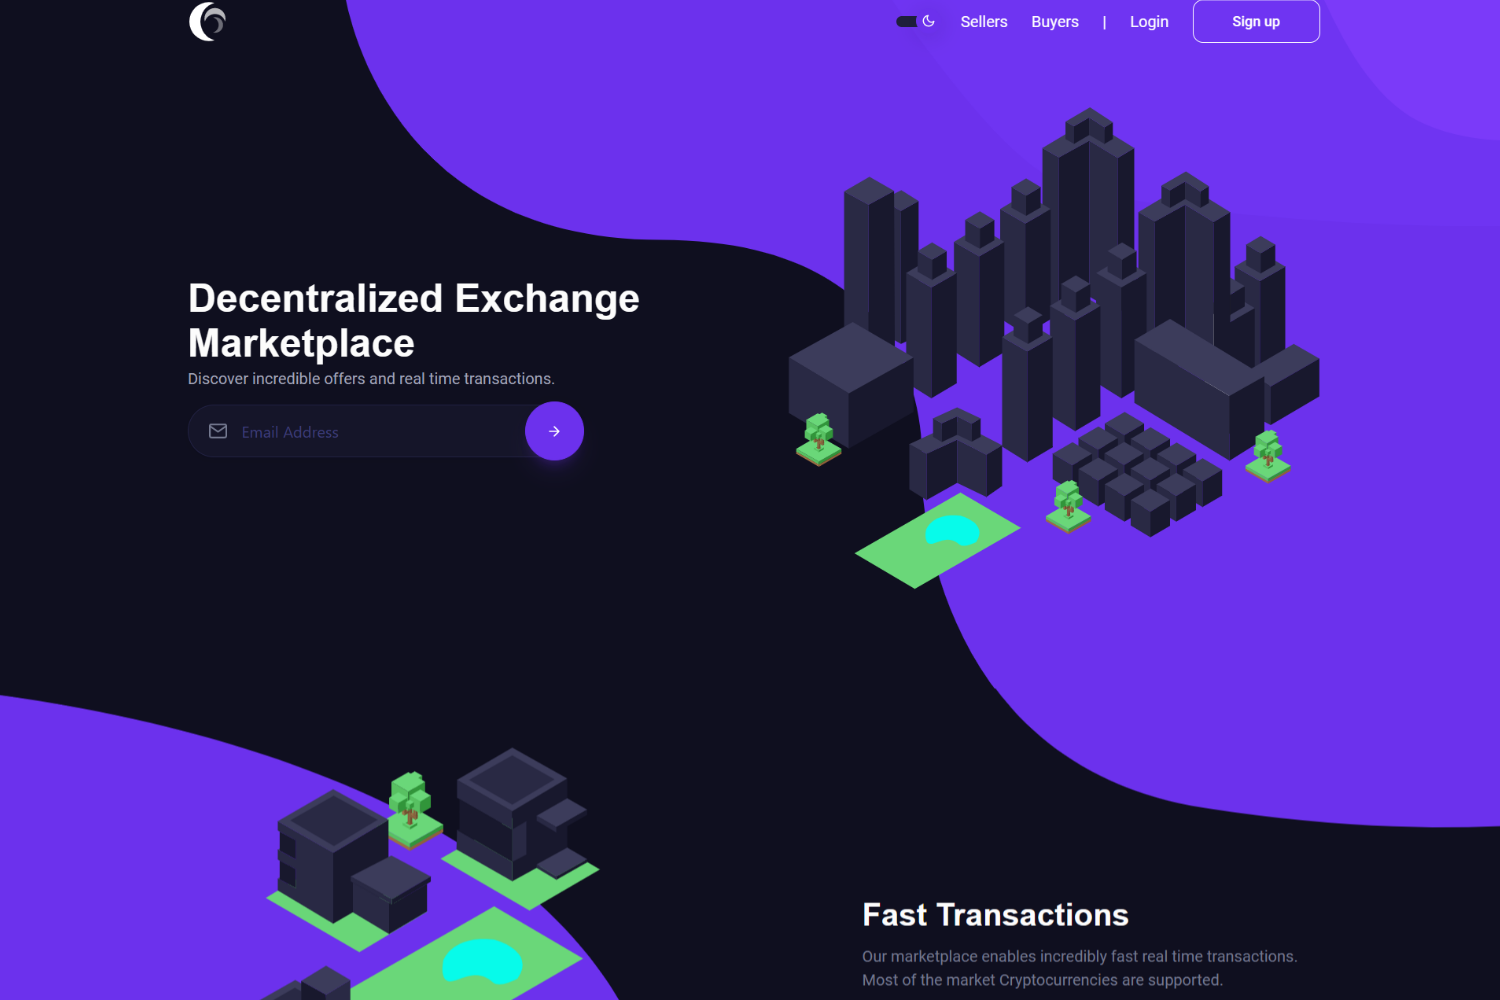 Sellers Buyers | Login Sign up
Decentralized Exchange
Marketplace
Discover incredible offers and real time transactions.
Email Address
Fast Transactions
Our marketplace enables incredibly fast real time transactions.
Most of the market Cryptocurrencies are supported.